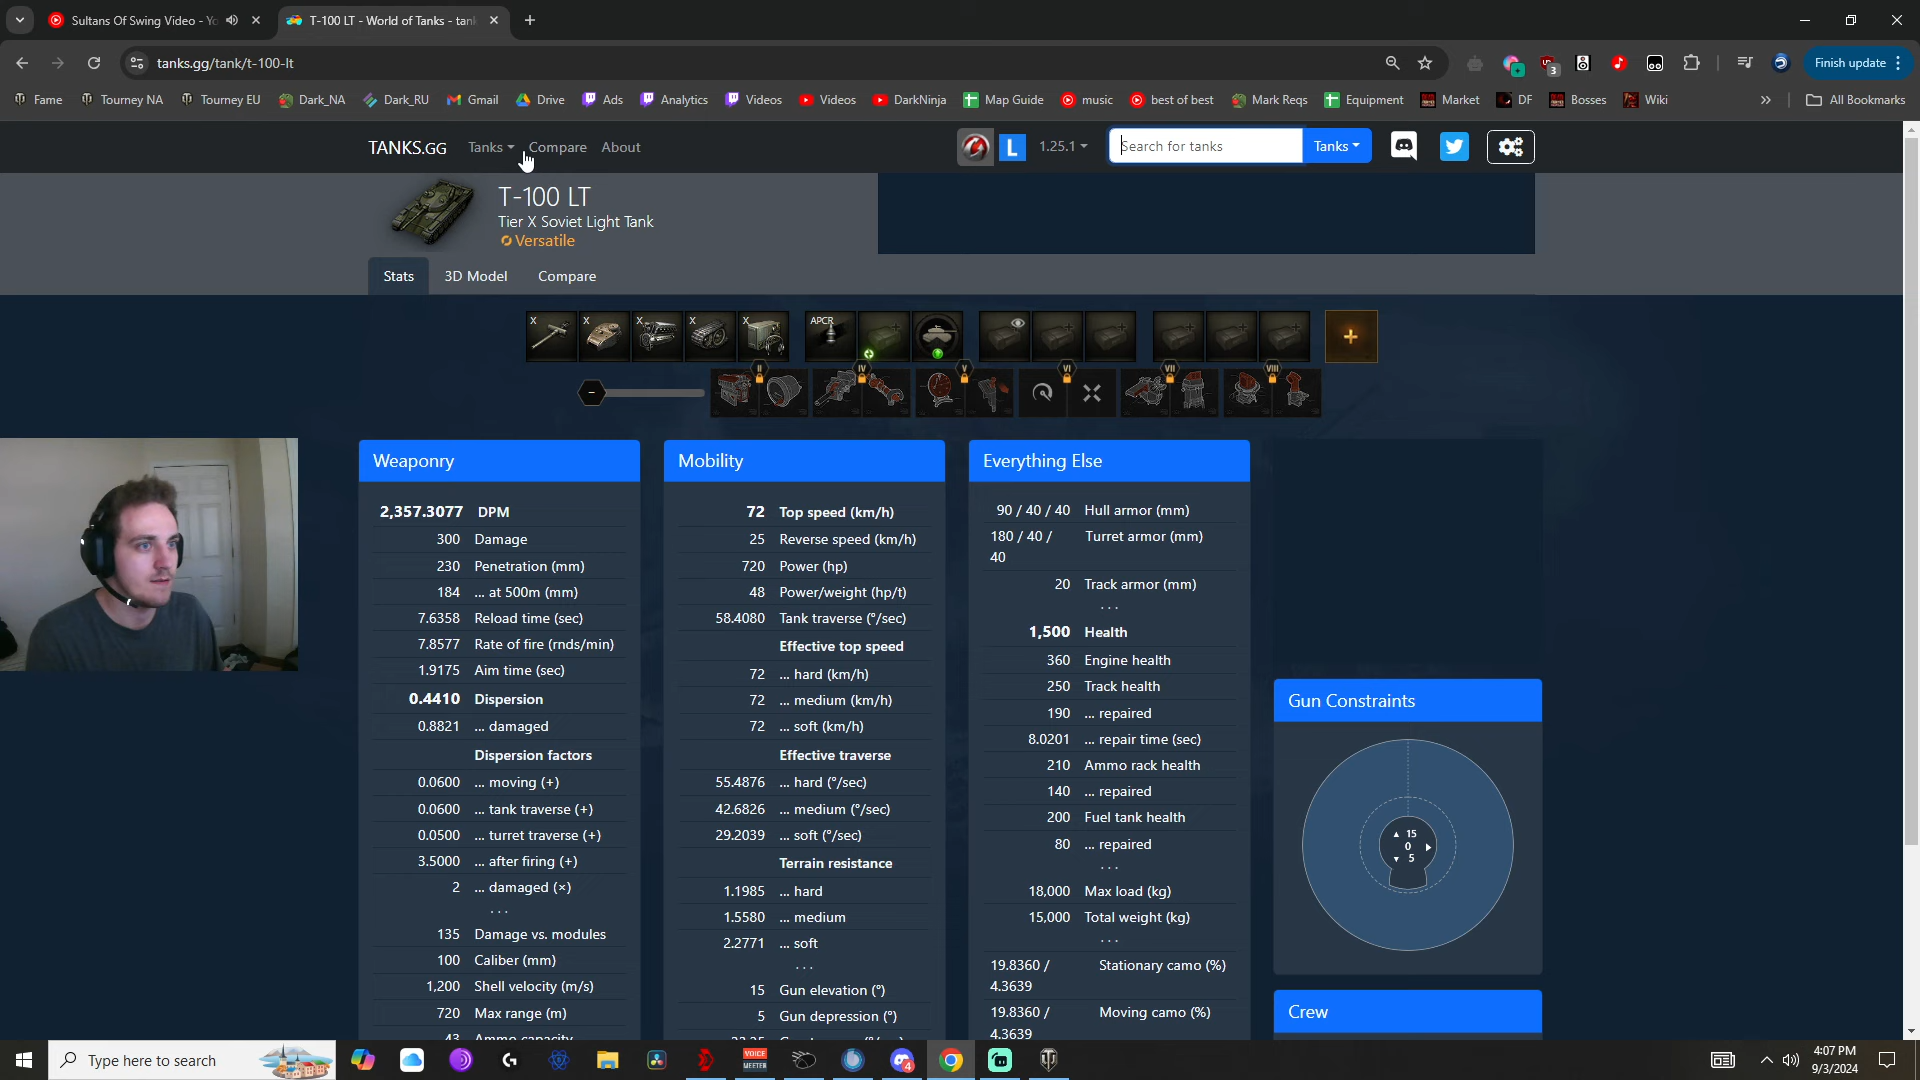 Sultans Of Swing Video - Yo
T-100 LT - World of Tanks - tank
tanks.gg/tank/t-100-lt
Finish update
Fame
Tourney NA
Tourney EU
Dark_NA
Dark_RU
Gmail
Drive
Ads
Analytics
Videos
Videos
DarkNinja
Map Guide
music
best of best
Mark Reqs
Equipment
Market
DF
Bosses
Wiki
All Bookmarks
TANKS.GG
Tanks
Compare
About
L
1.25.1
Search for tanks
Tanks
T-100 LT
Tier X Soviet Light Tank
Versatile
Stats
3D Model
Compare
X X X X X APCR
II IV V VI VII VIII
Weaponry
2,357.3077 DPM
300 Damage
230 Penetration (mm)
184 ... at 500m (mm)
7.6358 Reload time (sec)
7.8577 Rate of fire (rnds/min)
1.9175 Aim time (sec)
0.4410 Dispersion
0.8821 ... damaged
Dispersion factors
0.0600 ... moving (+)
0.0600 ... tank traverse (+)
0.0500 ... turret traverse (+)
3.5000 ... after firing (+)
2 ... damaged (×)
...
135 Damage vs. modules
100 Caliber (mm)
1,200 Shell velocity (m/s)
720 Max range (m)
43 Ammo capacity
Mobility
72 Top speed (km/h)
25 Reverse speed (km/h)
720 Power (hp)
48 Power/weight (hp/t)
58.4080 Tank traverse (°/sec)
Effective top speed
72 ... hard (km/h)
72 ... medium (km/h)
72 ... soft (km/h)
Effective traverse
55.4876 ... hard (°/sec)
42.6826 ... medium (°/sec)
29.2039 ... soft (°/sec)
Terrain resistance
1.1985 ... hard
1.5580 ... medium
2.2771 ... soft
...
15 Gun elevation (°)
5 Gun depression (°)
Everything Else
90 / 40 / 40 Hull armor (mm)
180 / 40 / Turret armor (mm)
40
20 Track armor (mm)
...
1,500 Health
360 Engine health
250 Track health
190 ... repaired
8.0201 ... repair time (sec)
210 Ammo rack health
140 ... repaired
200 Fuel tank health
80 ... repaired
...
18,000 Max load (kg)
15,000 Total weight (kg)
...
19.8360 / Stationary camo (%)
4.3639
19.8360 / Moving camo (%)
4.3639
Gun Constraints
15
0
5
Crew
Type here to search
VOICE MEETER
4:07 PM
9/3/2024